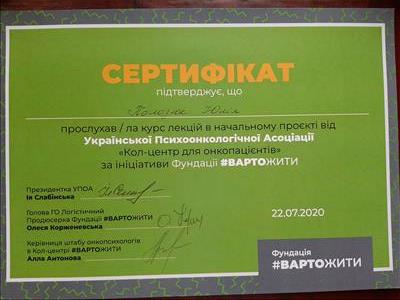 СЕРТИФІКАТ
підтверджує, що
Юлія
прослухав / ла курс лекцій в начальному проєкті від
Української Психоонкологічної Асоціації
«Кол-центр для онкопацієнтів»
за ініціативи Фундації #ВАРТОЖИТИ
Президентка УПОА
Ія Слабінська
Голова ГО Логістичний
Продюсерка Фундації #ВАРТОЖИТИ
Олеся Корженевська
22.07.2020
Керівниця штабу онкопсихологів
в Кол-центрі #ВАРТОЖИТИ
Алла Антонова
Фундація
#ВАРТОЖИТИ